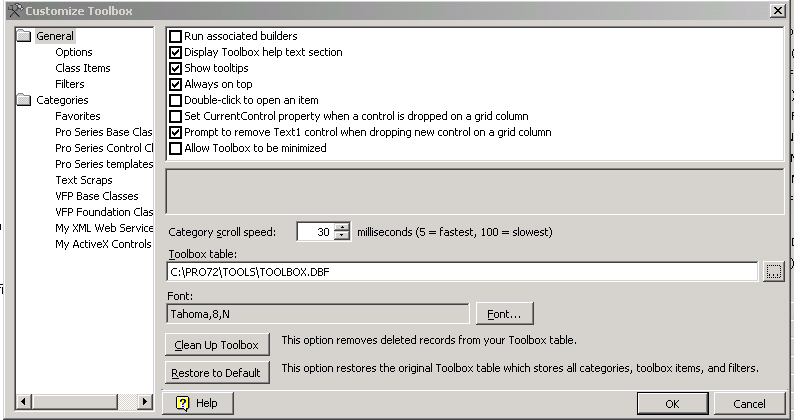 Customize Toolbox
General
Options
Class Items
Filters
Categories
Favorites
Pro Series Base Clas
Pro Series Control Cl
Pro Series templates
Text Scraps
VFP Base Classes
VFP Foundation Clas
My XML Web Service
My ActiveX Controls
Run associated builders
Display Toolbox help text section
Show tooltips
Always on top
Double-click to open an item
Set CurrentControl property when a control is dropped on a grid column
Prompt to remove Text1 control when dropping new control on a grid column
Allow Toolbox to be minimized
Category scroll speed: 30 milliseconds (5 = fastest, 100 = slowest)
Toolbox table:
C:\PRO72\TOOLS\TOOLBOX.DBF ...
Font:
Tahoma,8,N Font...
Clean Up Toolbox This option removes deleted records from your Toolbox table.
Restore to Default This option restores the original Toolbox table which stores all categories, toolbox items, and filters.
? Help OK Cancel